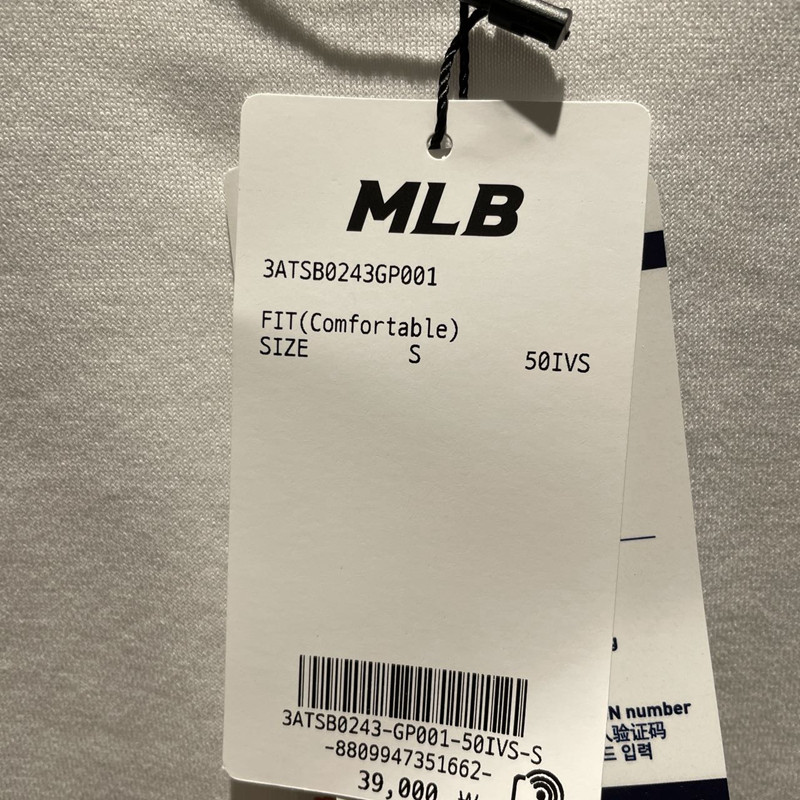 MLB
3ATSB0243GP001
FIT(Comfortable)
SIZE S 50IVS
3ATSB0243-GP001-50IVS-S
-8809947351662-
39,000
N number
验证码
드 입력